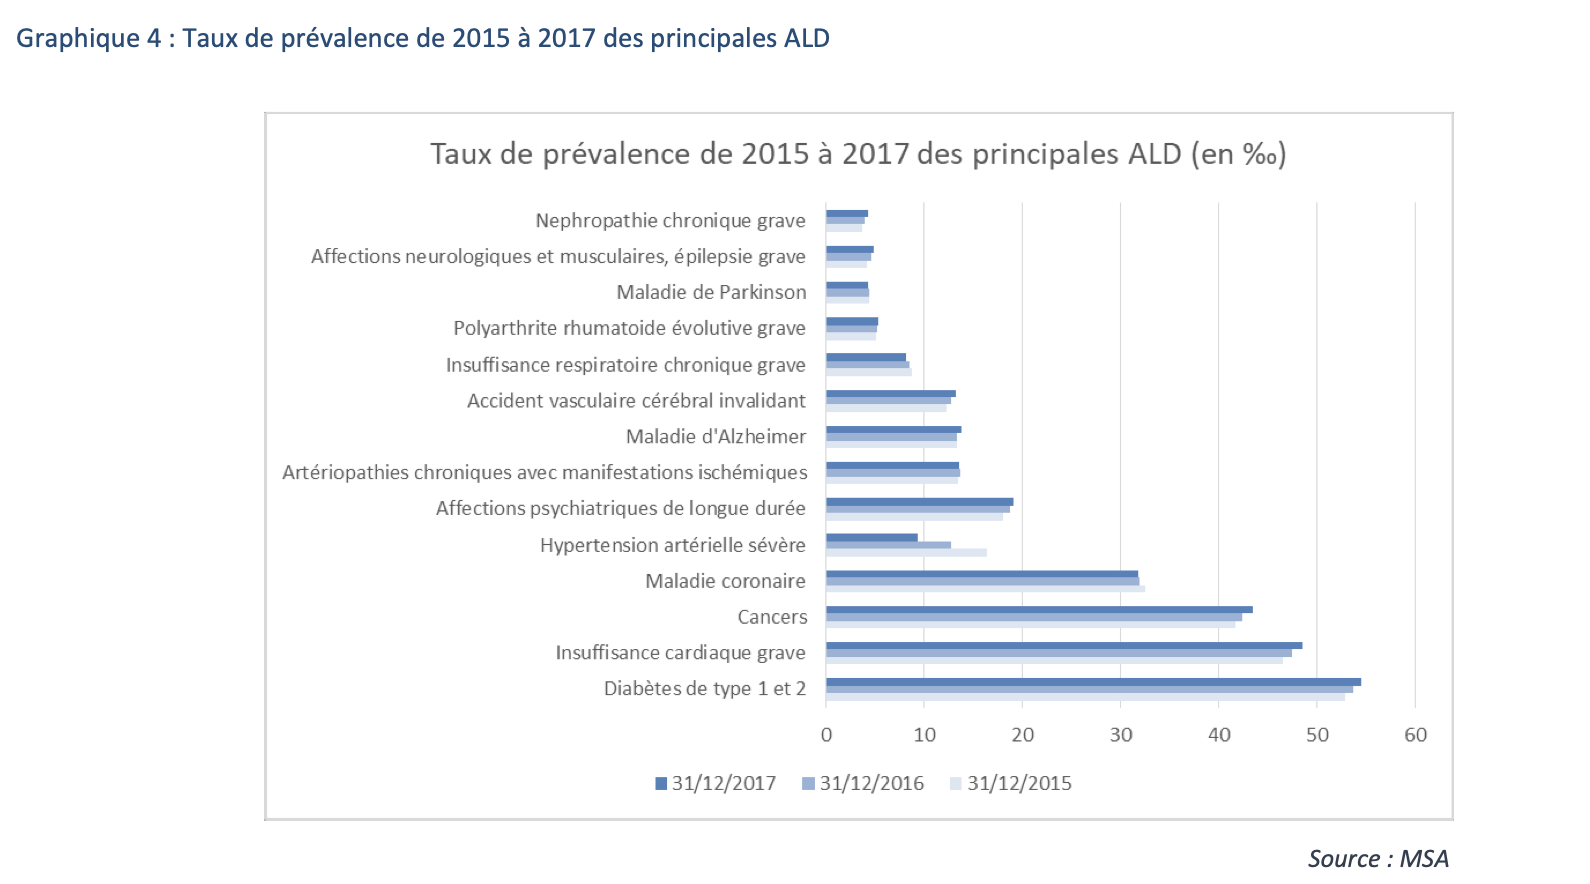 Graphique 4 : Taux de prévalence de 2015 à 2017 des principales ALD
Taux de prévalence de 2015 à 2017 des principales ALD (en ‰)
Nephropathie chronique grave
Affections neurologiques et musculaires, épilepsie grave
Maladie de Parkinson
Polyarthrite rhumatoide évolutive grave
Insuffisance respiratoire chronique grave
Accident vasculaire cérébral invalidant
Maladie d'Alzheimer
Artériopathies chroniques avec manifestations ischémiques
Affections psychiatriques de longue durée
Hypertension artérielle sévère
Maladie coronaire
Cancers
Insuffisance cardiaque grave
Diabètes de type 1 et 2
0 10 20 30 40 50 60
31/12/2017 31/12/2016 31/12/2015
Source : MSA